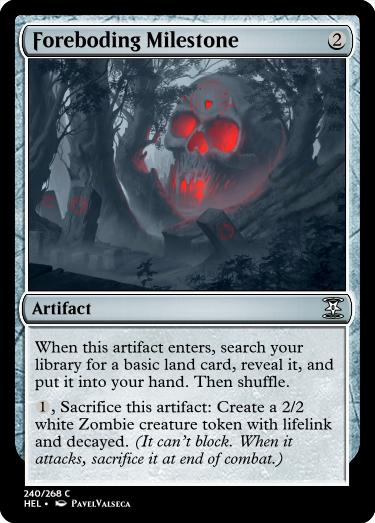 Foreboding Milestone 2
Artifact
When this artifact enters, search your
library for a basic land card, reveal it, and
put it into your hand. Then shuffle.
1, Sacrifice this artifact: Create a 2/2
white Zombie creature token with lifelink
and decayed. (It can't block. When it
attacks, sacrifice it at end of combat.)
240/268 C
HEL • PavelValseca